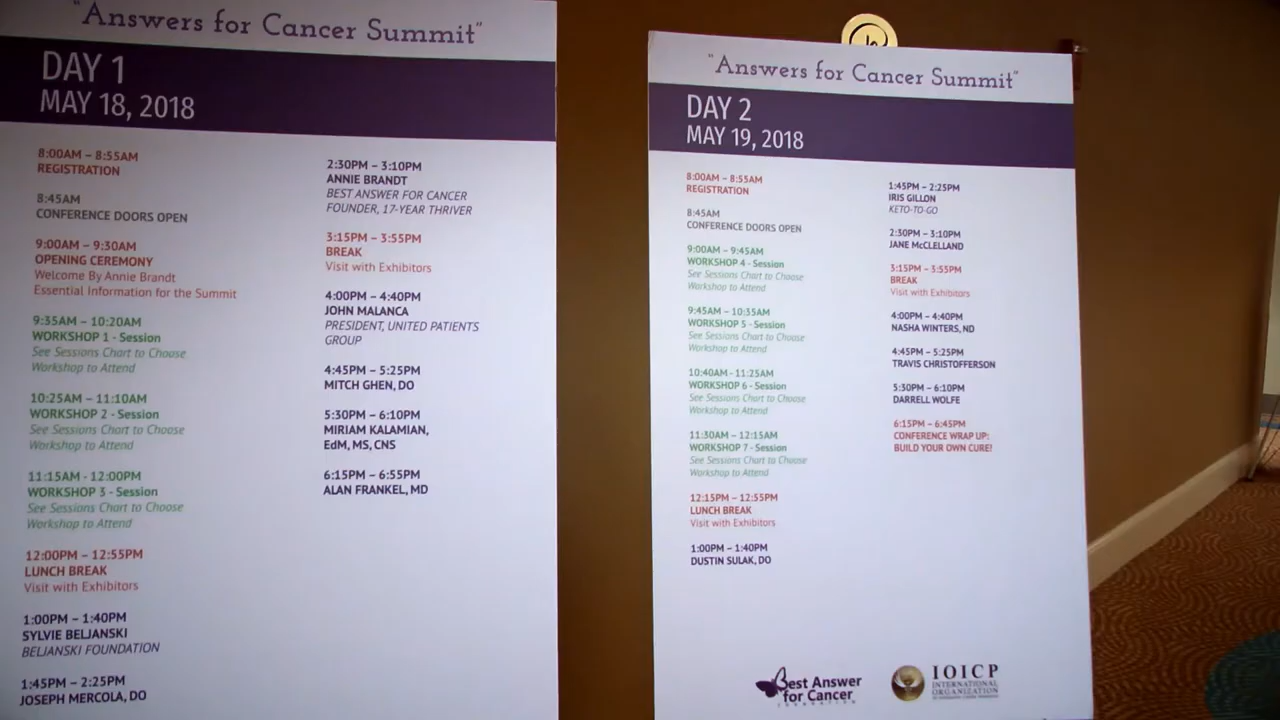 "Answers for Cancer Summit"
DAY 1
MAY 18, 2018
8:00AM – 8:55AM
REGISTRATION
8:45AM
CONFERENCE DOORS OPEN
9:00AM – 9:30AM
OPENING CEREMONY
Welcome By Annie Brandt
Essential Information for the Summit
9:35AM – 10:20AM
WORKSHOP 1 - Session
See Sessions Chart to Choose
Workshop to Attend
10:25AM – 11:10AM
WORKSHOP 2 - Session
See Sessions Chart to Choose
Workshop to Attend
11:15AM - 12:00PM
WORKSHOP 3 - Session
See Sessions Chart to Choose
Workshop to Attend
12:00PM – 12:55PM
LUNCH BREAK
Visit with Exhibitors
1:00PM – 1:40PM
SYLVIE BELJANSKI
BELJANSKI FOUNDATION
1:45PM – 2:25PM
JOSEPH MERCOLA, DO
2:30PM – 3:10PM
ANNIE BRANDT
BEST ANSWER FOR CANCER
FOUNDER, 17-YEAR THRIVER
3:15PM – 3:55PM
BREAK
Visit with Exhibitors
4:00PM – 4:40PM
JOHN MALANCA
PRESIDENT, UNITED PATIENTS
GROUP
4:45PM – 5:25PM
MITCH GHEN, DO
5:30PM – 6:10PM
MIRIAM KALAMIAN,
EdM, MS, CNS
6:15PM – 6:55PM
ALAN FRANKEL, MD
"Answers for Cancer Summit"
DAY 2
MAY 19, 2018
8:00AM – 8:55AM
REGISTRATION
8:45AM
CONFERENCE DOORS OPEN
9:00AM – 9:45AM
WORKSHOP 4 - Session
See Sessions Chart to Choose
Workshop to Attend
9:45AM – 10:35AM
WORKSHOP 5 - Session
See Sessions Chart to Choose
Workshop to Attend
10:40AM - 11:25AM
WORKSHOP 6 - Session
See Sessions Chart to Choose
Workshop to Attend
11:30AM – 12:15AM
WORKSHOP 7 - Session
See Sessions Chart to Choose
Workshop to Attend
12:15PM – 12:55PM
LUNCH BREAK
Visit with Exhibitors
1:00PM – 1:40PM
DUSTIN SULAK, DO
1:45PM – 2:25PM
IRIS GILLON
KETO-TO-GO
2:30PM – 3:10PM
JANE McCLELLAND
3:15PM – 3:55PM
BREAK
Visit with Exhibitors
4:00PM – 4:40PM
NASHA WINTERS, ND
4:45PM – 5:25PM
TRAVIS CHRISTOFFERSON
5:30PM – 6:10PM
DARRELL WOLFE
6:15PM – 6:45PM
CONFERENCE WRAP UP:
BUILD YOUR OWN CURE!
Best Answer
for Cancer
FOUNDATION
IOICP
INTERNATIONAL
ORGANIZATION